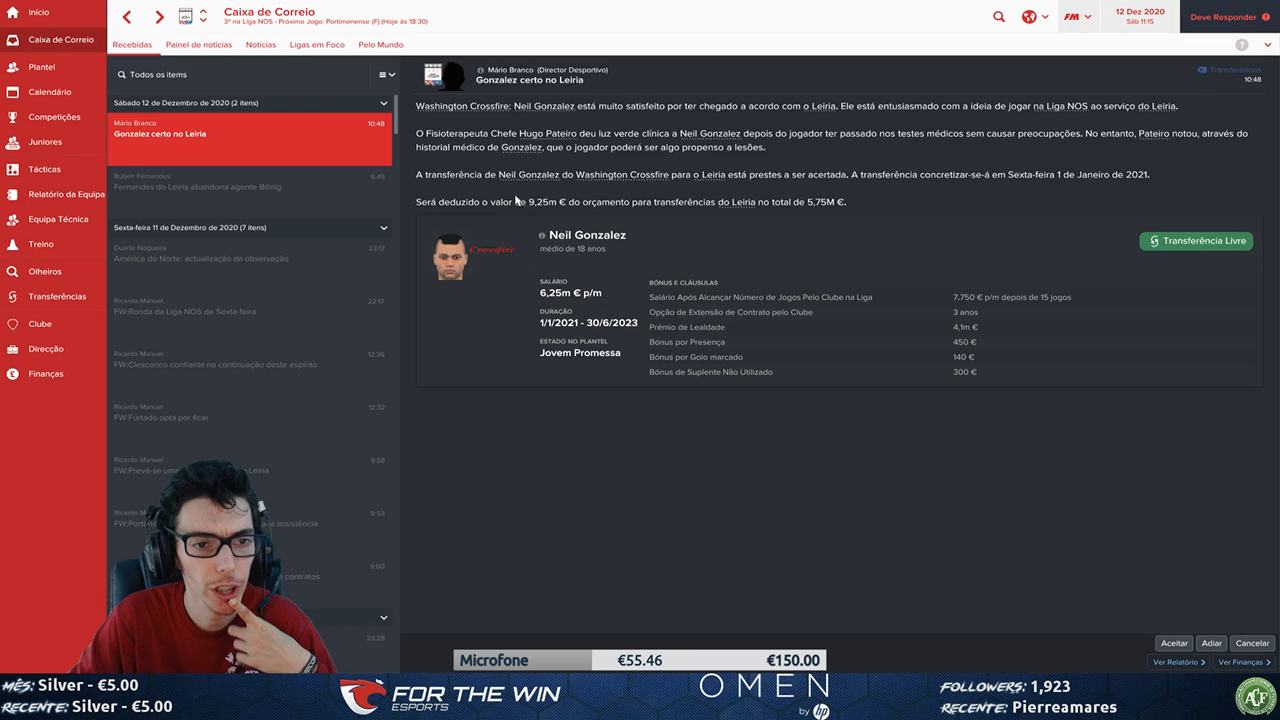 Início
Caixa de Correio
Plantel
Calendário
Competições
Juniores
Tácticas
Relatório da Equipa
Equipa Técnica
Treino
Olheiros
Transferências
Clube
Direcção
Finanças
Caixa de Correio
3º na Liga NOS - Próximo Jogo: Portimonense (F) (Hoje às 18:30)
FM
12 Dez 2020
Sáb 11:15
Deve Responder
Recebidas
Painel de notícias
Notícias
Ligas em Foco
Pelo Mundo
Todos os itens
Sábado 12 de Dezembro de 2020 (2 itens)
Mário Branco
10:48
Gonzalez certo no Leiria
Rúben Fernandes
6:49
Fernandes do Leiria abandona agente Bönig
Sexta-feira 11 de Dezembro de 2020 (7 itens)
Duarte Nogueira
23:17
América do Norte: actualização da observação
Ricardo Manuel
22:17
FW:Ronda da Liga NOS de Sexta-feira
Ricardo Manuel
12:36
FW:Clescenco confiante na continuação deste espírito
Ricardo Manuel
12:32
FW:Furtado opta por ficar
Ricardo Manuel
9:58
FW:Prevê-se uma
Leiria
Ricardo M
9:53
FW:Porti
a assistência
9:00
contratos
23:28
Mário Branco (Director Desportivo)
Gonzalez certo no Leiria
Transferências
10:48
Washington Crossfire: Neil Gonzalez está muito satisfeito por ter chegado a acordo com o Leiria. Ele está entusiasmado com a ideia de jogar na Liga NOS ao serviço do Leiria.
O Fisioterapeuta Chefe Hugo Pateiro deu luz verde clínica a Neil Gonzalez depois do jogador ter passado nos testes médicos sem causar preocupações. No entanto, Pateiro notou, através do
historial médico de Gonzalez, que o jogador poderá ser algo propenso a lesões.
A transferência de Neil Gonzalez do Washington Crossfire para o Leiria está prestes a ser acertada. A transferência concretizar-se-á em Sexta-feira 1 de Janeiro de 2021.
Será deduzido o valor de 9,25m € do orçamento para transferências do Leiria no total de 5,75M €.
Crossfire
Neil Gonzalez
médio de 18 anos
Transferência Livre
SALÁRIO
6,25m € p/m
DURAÇÃO
1/1/2021 - 30/6/2023
ESTADO NO PLANTEL
Jovem Promessa
BÓNUS E CLÁUSULAS
Salário Após Alcançar Número de Jogos Pelo Clube na Liga
7.750 € p/m depois de 15 jogos
Opção de Extensão de Contrato pelo Clube
3 anos
Prémio de Lealdade
4,1m €
Bónus por Presença
450 €
Bónus por Golo marcado
140 €
Bónus de Suplente Não Utilizado
300 €
Aceitar
Adiar
Cancelar
Ver Relatório
Ver Finanças
Microfone
€55.46
€150.00
MÊS: Silver - €5.00
RECENTE: Silver - €5.00
FOR THE WIN
ESPORTS
OMEN
by hp
FOLLOWERS: 1,923
RECENTE: Pierreamares